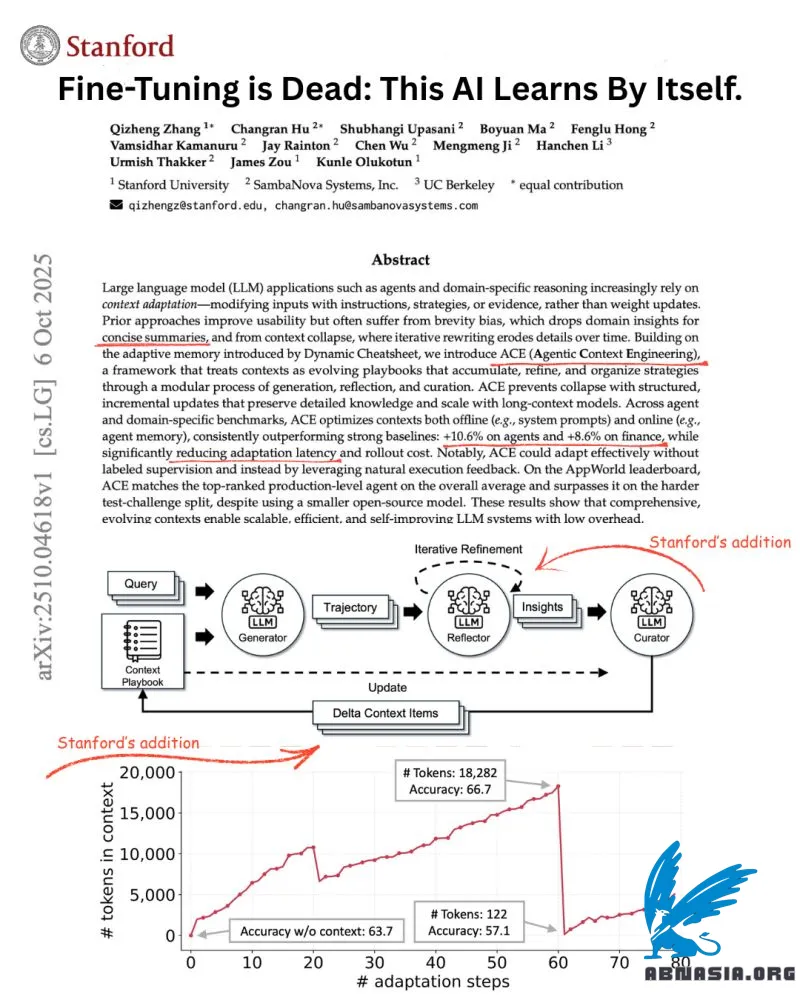 Stanford
Fine-Tuning is Dead: This AI Learns By Itself.
Qizheng Zhang 1* Changran Hu 2* Shubhangi Upasani 2 Boyuan Ma 2 Fenglu Hong 2
Vamsidhar Kamanuru 2 Jay Rainton 2 Chen Wu 2 Mengmeng Ji 2 Hanchen Li 3
Urmish Thakker 2 James Zou 1 Kunle Olukotun 1
1 Stanford University 2 SambaNova Systems, Inc. 3 UC Berkeley * equal contribution
qizhengz@stanford.edu, changran.hu@sambanovasystems.com
arXiv:2510.04618v1 [cs.LG] 6 Oct 2025
Abstract
Large language model (LLM) applications such as agents and domain-specific reasoning increasingly rely on
context adaptation—modifying inputs with instructions, strategies, or evidence, rather than weight updates.
Prior approaches improve usability but often suffer from brevity bias, which drops domain insights for
concise summaries, and from context collapse, where iterative rewriting erodes details over time. Building on
the adaptive memory introduced by Dynamic Cheatsheet, we introduce ACE (Agentic Context Engineering),
a framework that treats contexts as evolving playbooks that accumulate, refine, and organize strategies
through a modular process of generation, reflection, and curation. ACE prevents collapse with structured,
incremental updates that preserve detailed knowledge and scale with long-context models. Across agent
and domain-specific benchmarks, ACE optimizes contexts both offline (e.g., system prompts) and online (e.g.,
agent memory), consistently outperforming strong baselines: +10.6% on agents and +8.6% on finance, while
significantly reducing adaptation latency and rollout cost. Notably, ACE could adapt effectively without
labeled supervision and instead by leveraging natural execution feedback. On the AppWorld leaderboard,
ACE matches the top-ranked production-level agent on the overall average and surpasses it on the harder
test-challenge split, despite using a smaller open-source model. These results show that comprehensive,
evolving contexts enable scalable, efficient, and self-improving LLM systems with low overhead.
Stanford's addition
Iterative Refinement
Query
LLM
Generator
Trajectory
LLM
Reflector
Insights
LLM
Curator
Context
Playbook
Update
Delta Context Items
Stanford's addition
# tokens in context
20,000
15,000
10,000
5,000
0
# Tokens: 18,282
Accuracy: 66.7
Accuracy w/o context: 63.7
# Tokens: 122
Accuracy: 57.1
0 10 20 30 40 50 60 70 80
# adaptation steps
ABNASIA.ORG